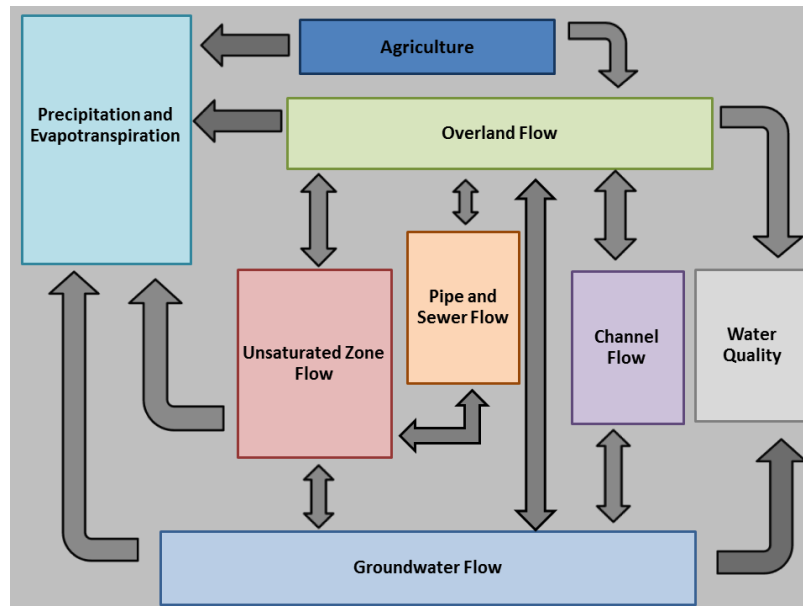 Agriculture
Precipitation and
Evapotranspiration
Overland Flow
Pipe and
Sewer Flow
Unsaturated Zone
Flow
Channel
Flow
Water
Quality
Groundwater Flow